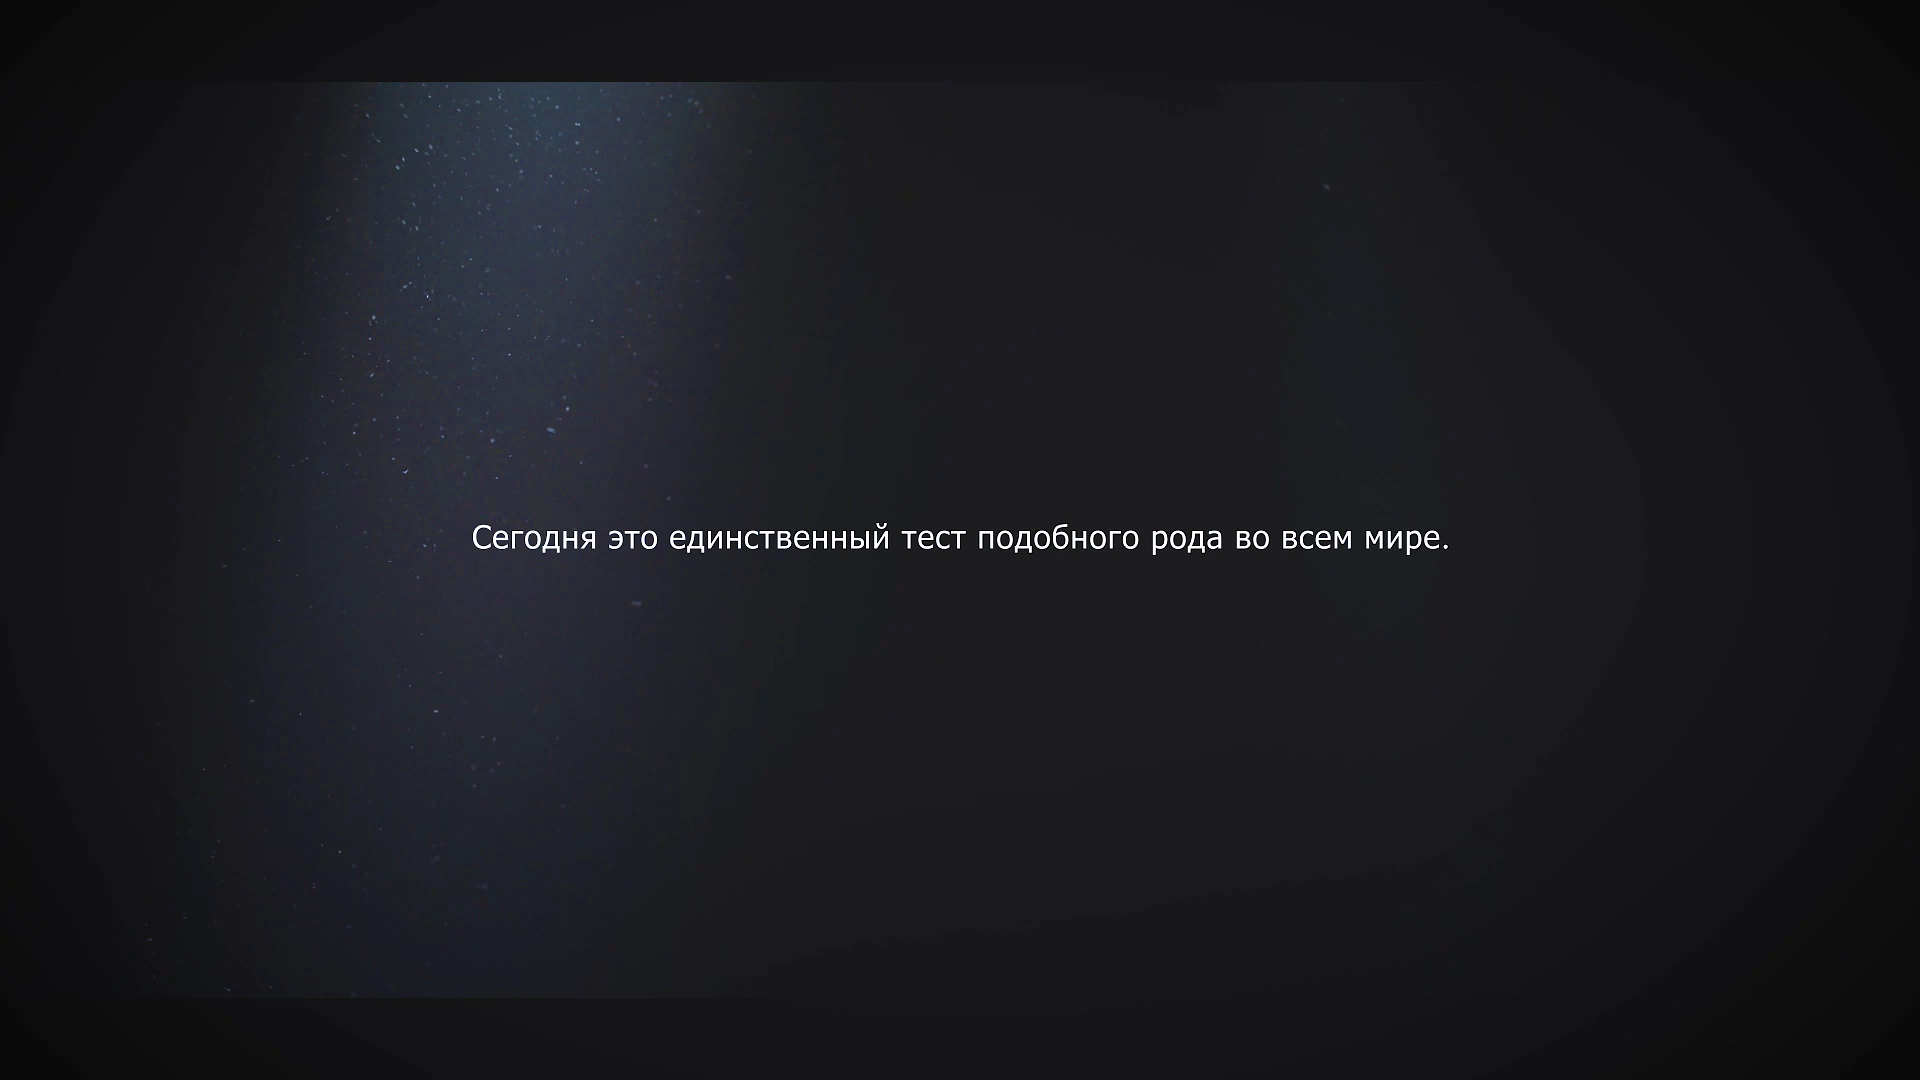 Сегодня это единственный тест подобного рода во всем мире.